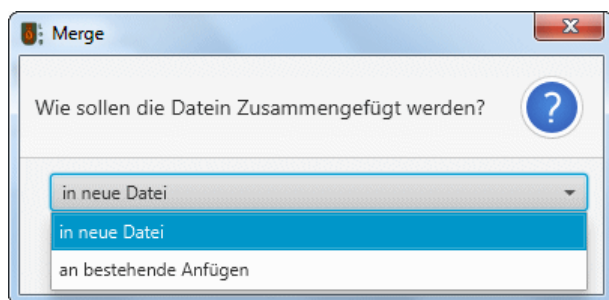 Merge
Wie sollen die Datein Zusammengefügt werden?
?
in neue Datei
in neue Datei
an bestehende Anfügen